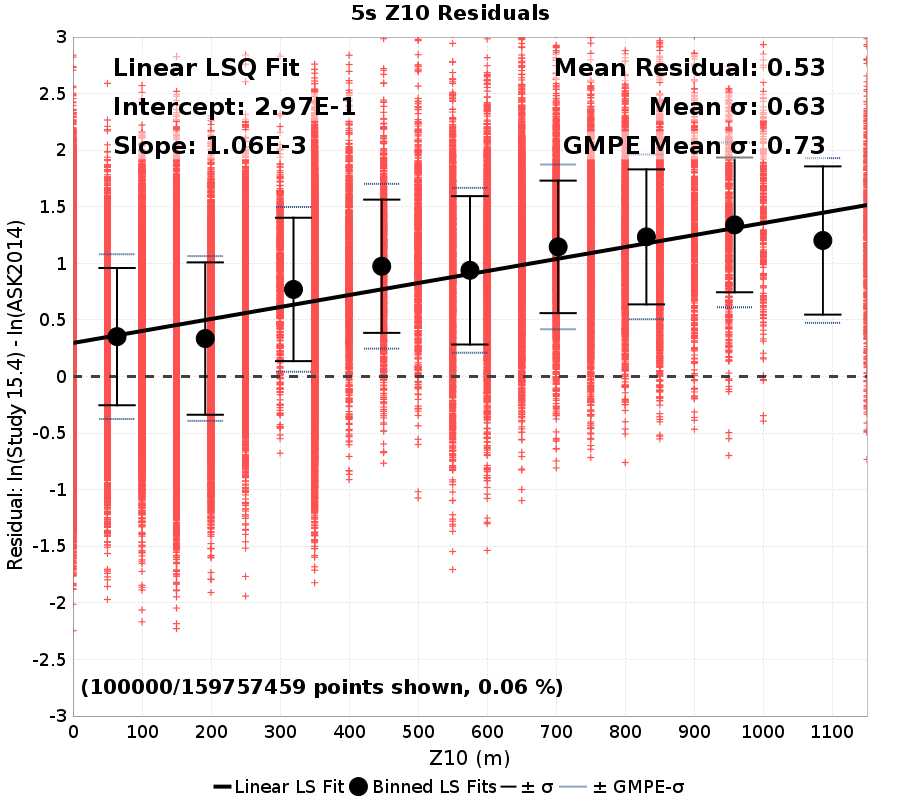 5s Z10 Residuals
Linear LSQ Fit
Intercept: 2.97E-1
Slope: 1.06E-3
Mean Residual: 0.53
Mean σ: 0.63
GMPE Mean σ: 0.73
3
2.5
2
1.5
1
0.5
0
-0.5
-1
-1.5
-2
-2.5
-3
Residual: ln(Study 15.4) - ln(ASK2014)
(100000/159757459 points shown, 0.06 %)
0 100 200 300 400 500 600 700 800 900 1000 1100
Z10 (m)
Linear LS Fit Binned LS Fits ± σ ± GMPE-σ